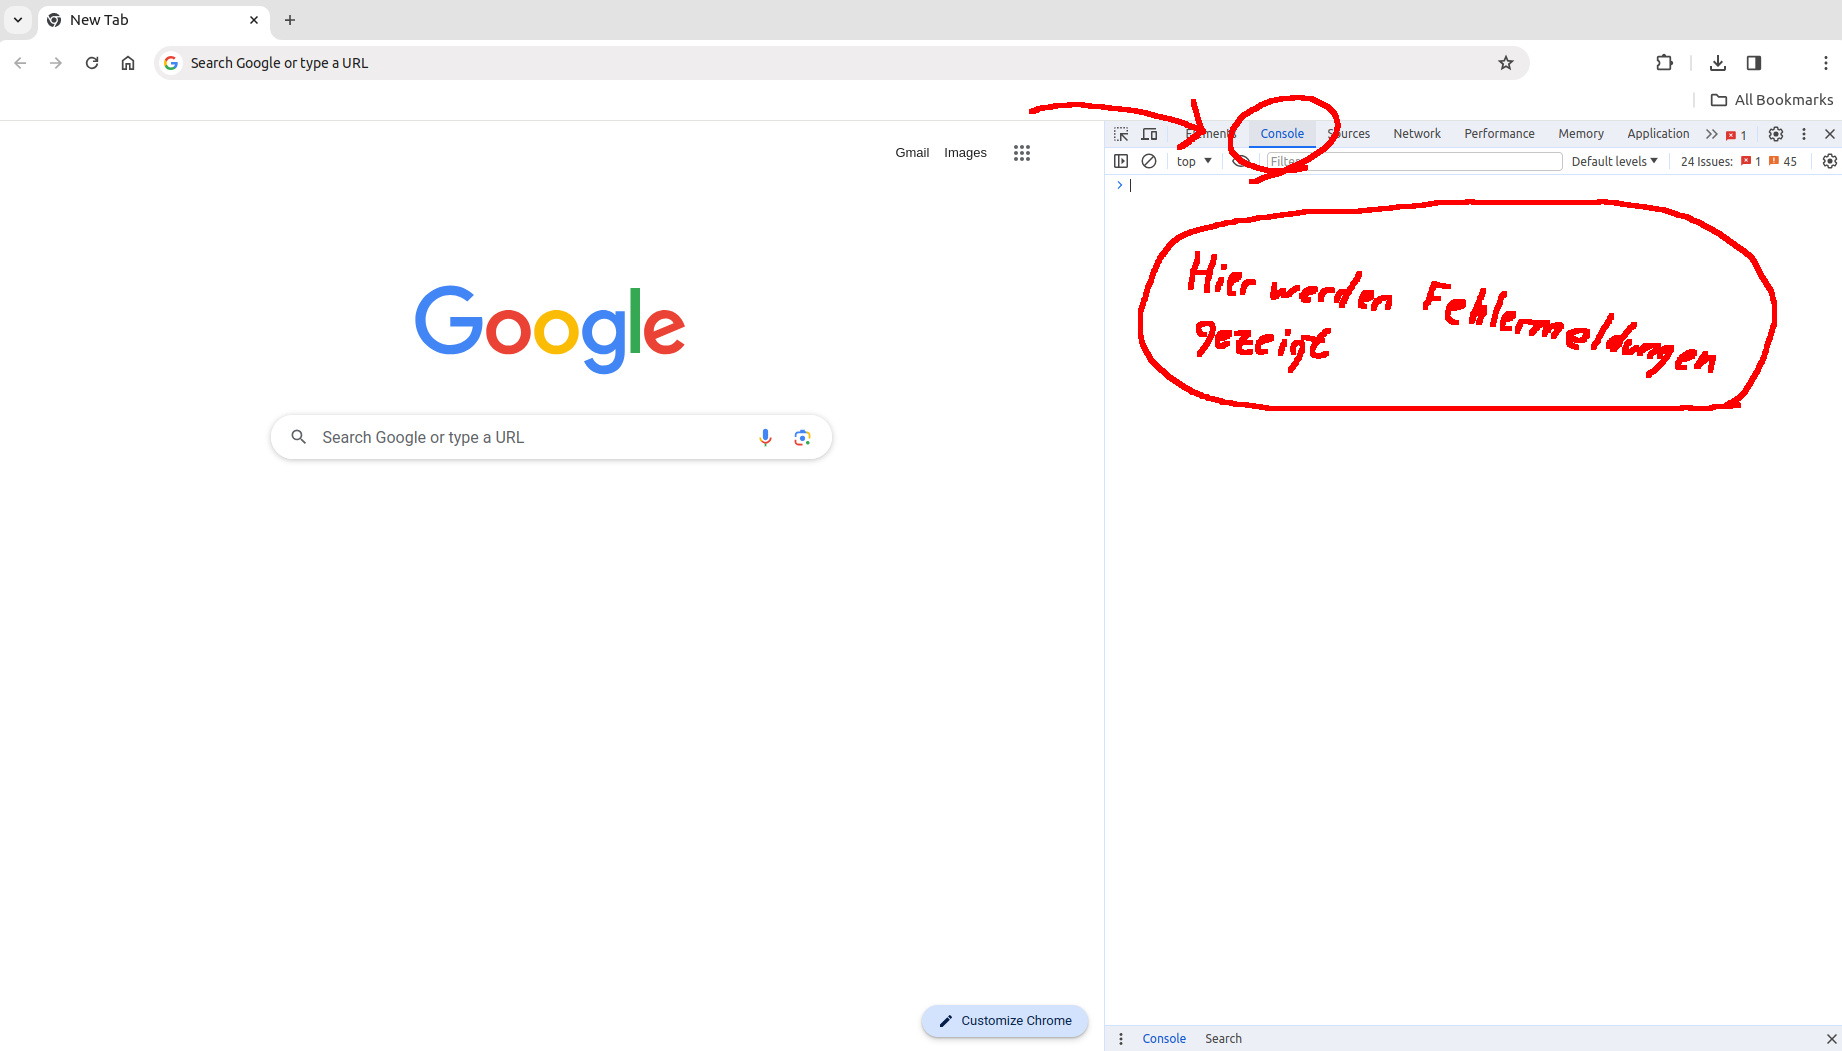 New Tab
Search Google or type a URL
All Bookmarks
Elements Console Sources Network Performance Memory Application 1
top Filter Default levels 24 Issues: 1 45
Gmail Images
Hier werden Fehlermeldungen
gezeigt
Google
Search Google or type a URL
Customize Chrome
Console Search